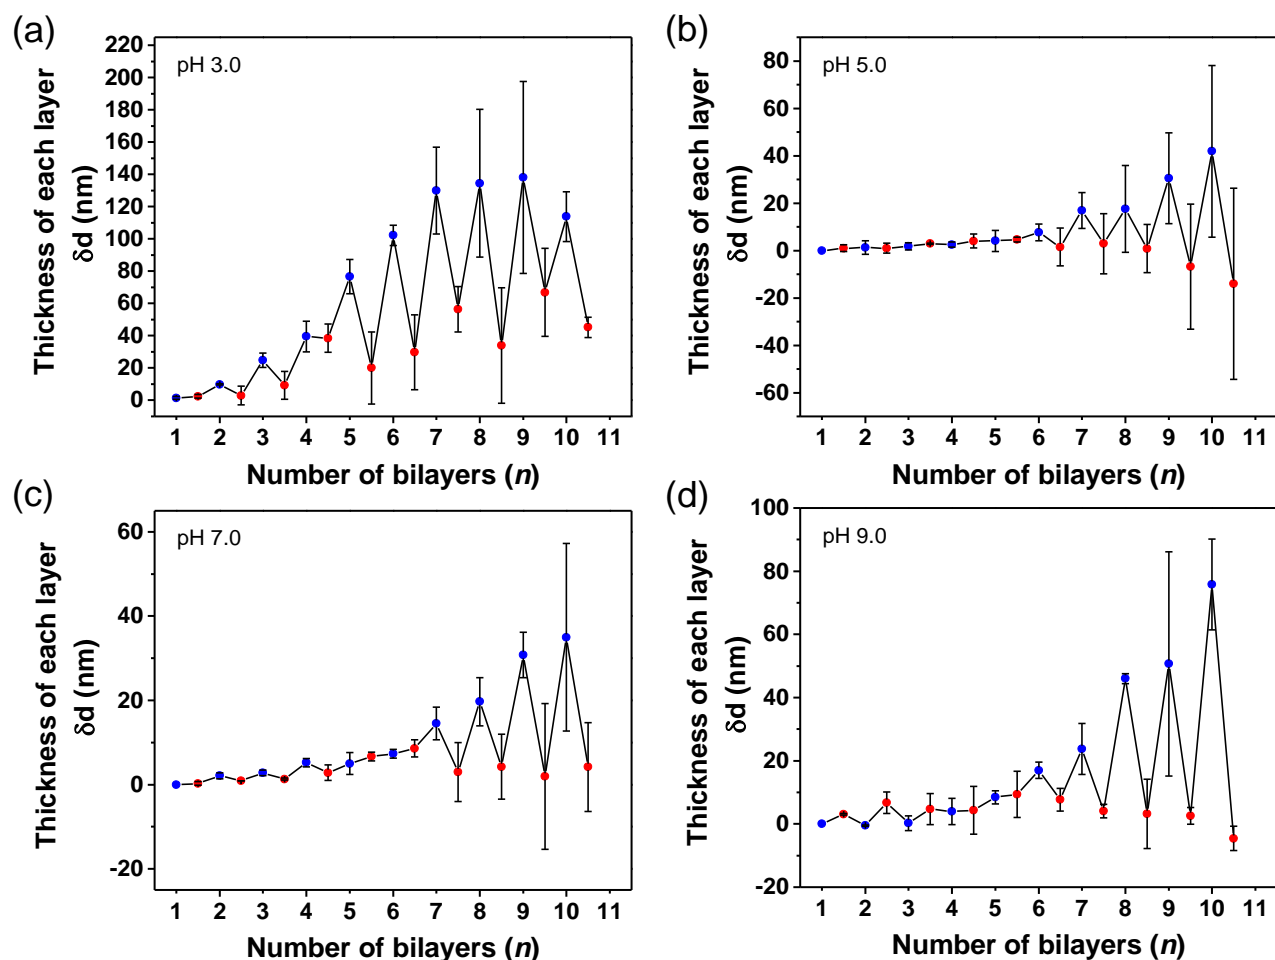 (a)
pH 3.0
Thickness of each layer
δd (nm)
220
200
180
160
140
120
100
80
60
40
20
0
1 2 3 4 5 6 7 8 9 10 11
Number of bilayers (n)
(b)
pH 5.0
Thickness of each layer
δd (nm)
80
60
40
20
0
-20
-40
-60
1 2 3 4 5 6 7 8 9 10 11
Number of bilayers (n)
(c)
pH 7.0
Thickness of each layer
δd (nm)
60
40
20
0
-20
1 2 3 4 5 6 7 8 9 10 11
Number of bilayers (n)
(d)
pH 9.0
Thickness of each layer
δd (nm)
100
80
60
40
20
0
-20
1 2 3 4 5 6 7 8 9 10 11
Number of bilayers (n)